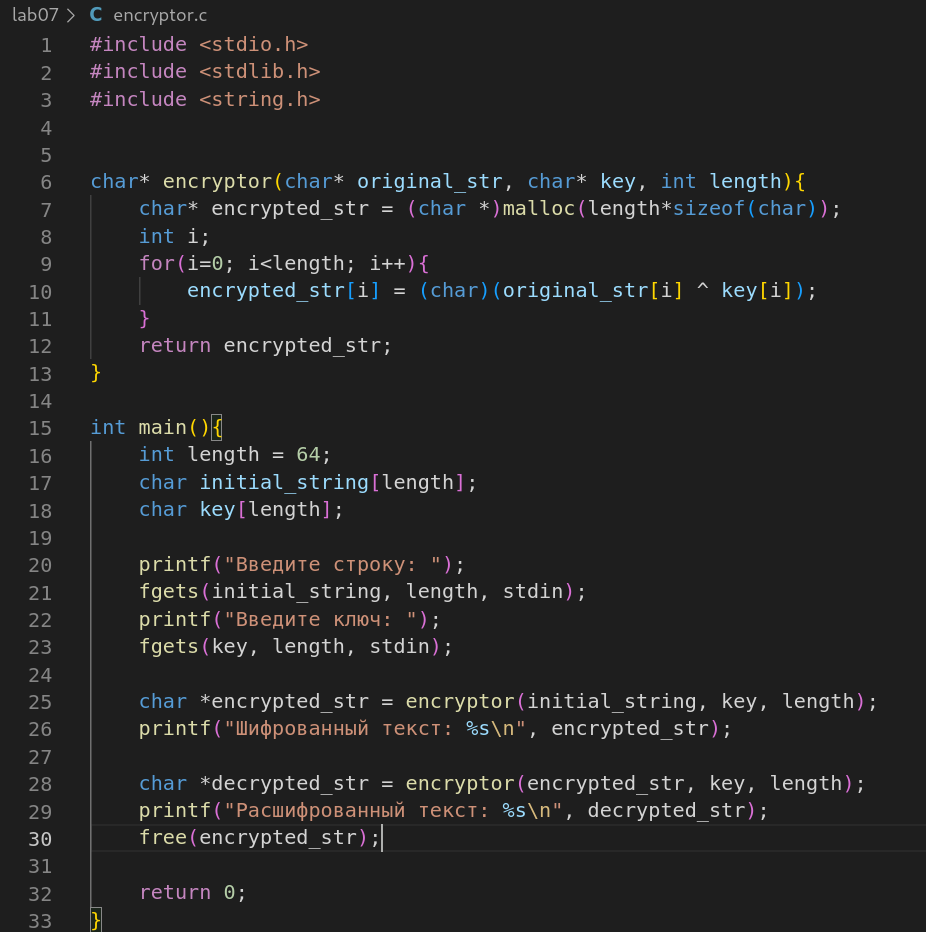 lab07 > C encryptor.c
1 #include <stdio.h>
2 #include <stdlib.h>
3 #include <string.h>
4
5
6 char* encryptor(char* original_str, char* key, int length){
7     char* encrypted_str = (char *)malloc(length*sizeof(char));
8     int i;
9     for(i=0; i<length; i++){
10         encrypted_str[i] = (char)(original_str[i] ^ key[i]);
11     }
12     return encrypted_str;
13 }
14
15 int main(){
16     int length = 64;
17     char initial_string[length];
18     char key[length];
19
20     printf("Введите строку: ");
21     fgets(initial_string, length, stdin);
22     printf("Введите ключ: ");
23     fgets(key, length, stdin);
24
25     char *encrypted_str = encryptor(initial_string, key, length);
26     printf("Шифрованный текст: %s\n", encrypted_str);
27
28     char *decrypted_str = encryptor(encrypted_str, key, length);
29     printf("Расшифрованный текст: %s\n", decrypted_str);
30     free(encrypted_str);
31
32     return 0;
33 }